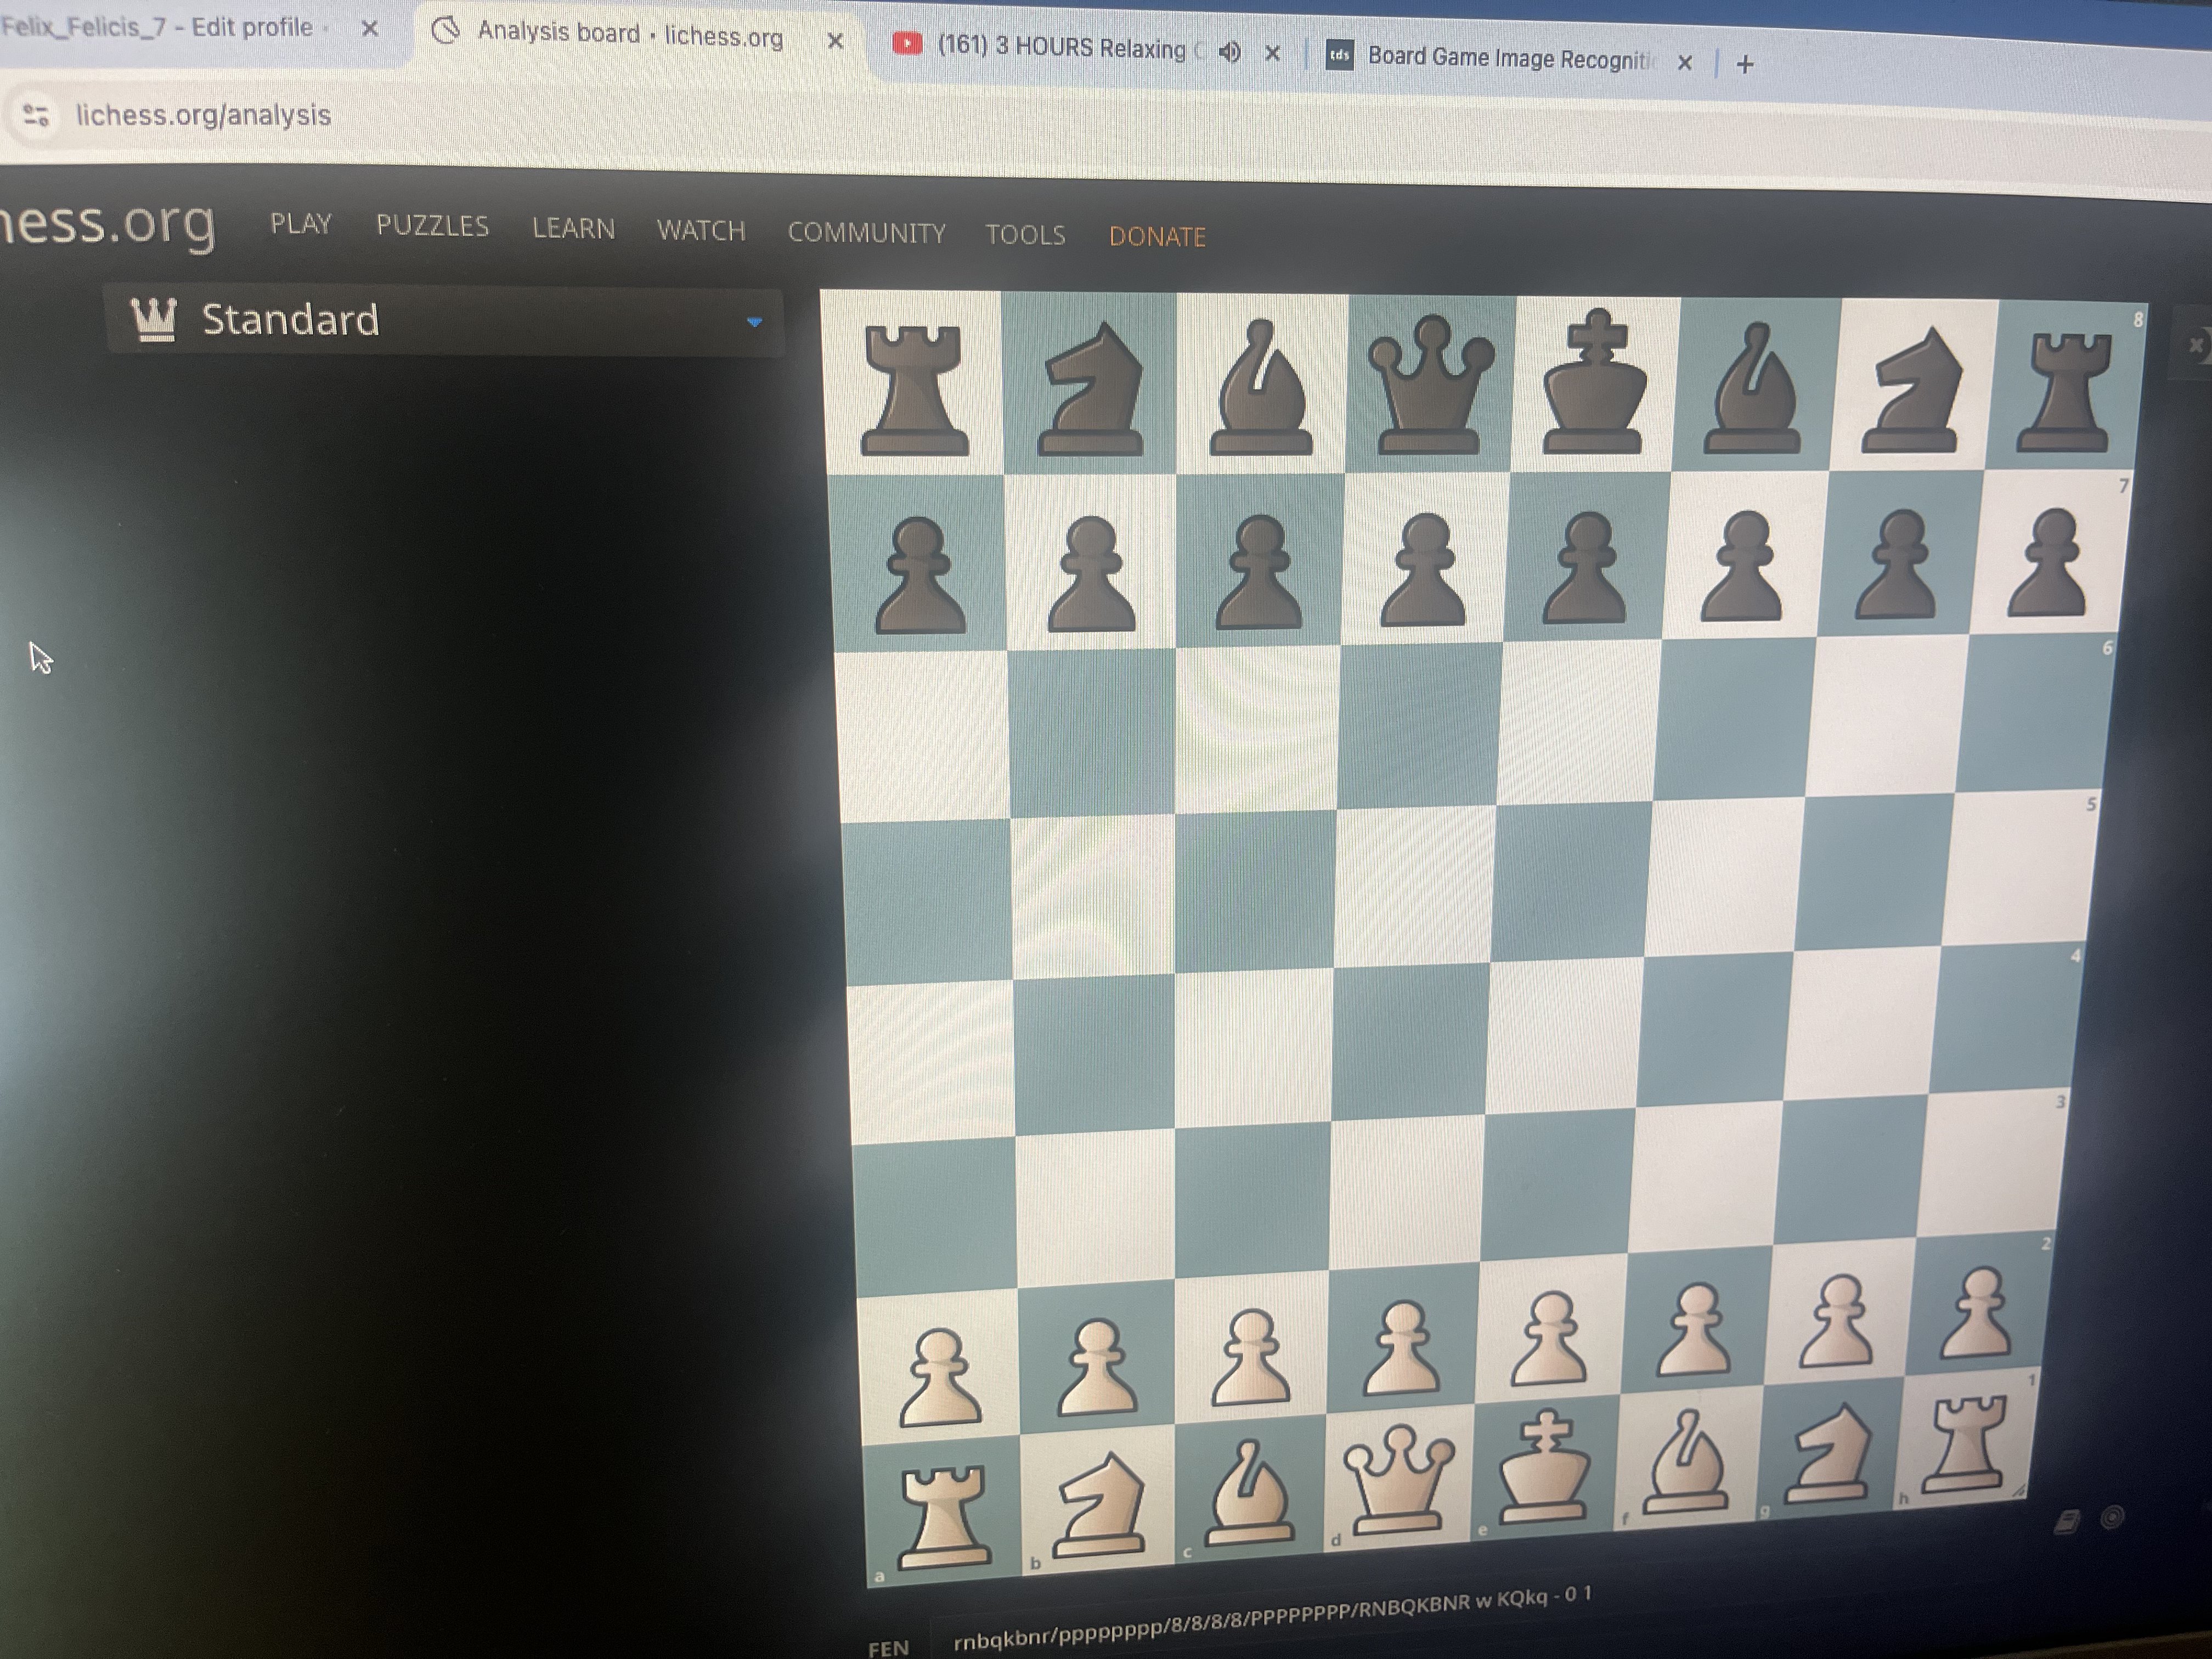 Felix_Felicis_7 - Edit profile
Analysis board • lichess.org
(161) 3 HOURS Relaxing
Board Game Image Recogniti
lichess.org/analysis
hess.org PLAY PUZZLES LEARN WATCH COMMUNITY TOOLS DONATE
Standard
8
7
6
5
4
3
2
1
a b c d e f g h
FEN rnbqkbnr/pppppppp/8/8/8/8/PPPPPPPP/RNBQKBNR w KQkq - 0 1